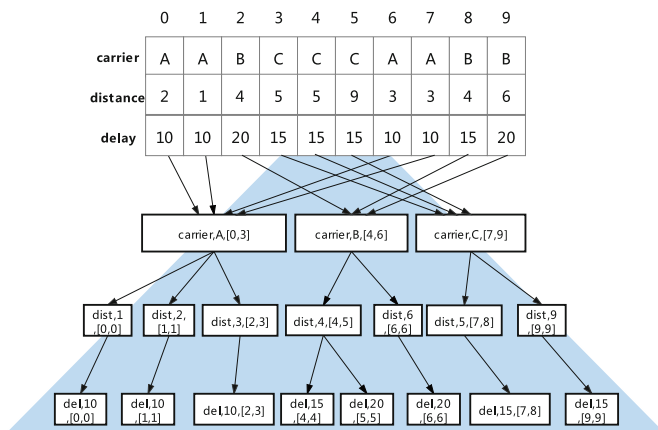 0 1 2 3 4 5 6 7 8 9
carrier A A B C C C A A B B
distance 2 1 4 5 5 9 3 3 4 6
delay 10 10 20 15 15 15 10 10 15 20
carrier,A,[0,3] carrier,B,[4,6] carrier,C,[7,9]
dist,1 dist,2, dist,3,[2,3] dist,4,[4,5] dist,6 dist,5,[7,8] dist,9
,[0,0] [1,1] ,[6,6] ,[9,9]
del,10 del,10 del,10,[2,3] del,15 del,20 del,20 del,15,[7,8] del,15
,[0,0] ,[1,1] [4,4] [5,5] ,[6,6] ,[9,9]